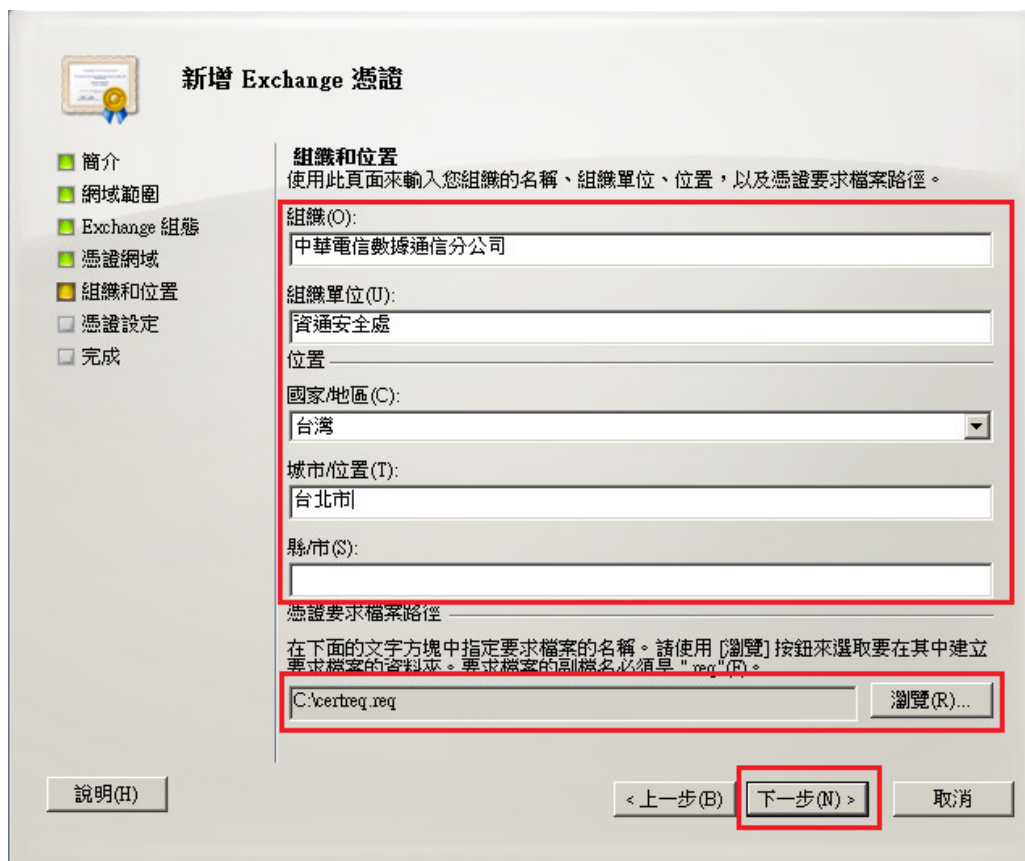 新增 Exchange 憑證
簡介
網域範圍
Exchange 組態
憑證網域
組織和位置
憑證設定
完成
組織和位置
使用此頁面來輸入您組織的名稱、組織單位、位置，以及憑證要求檔案路徑。
組織(O):
中華電信數據通信分公司
組織單位(U):
資通安全處
位置
國家/地區(C):
台灣
城市/位置(T):
台北市
縣/市(S):
憑證要求檔案路徑
在下面的文字方塊中指定要求檔案的名稱。請使用 [瀏覽] 按鈕來選取要在其中建立
要求檔案的資料夾。要求檔案的副檔名必須是 ".req"(F)。
C:\certreq.req
瀏覽(R)...
說明(H)
< 上一步(B)
下一步(N) >
取消